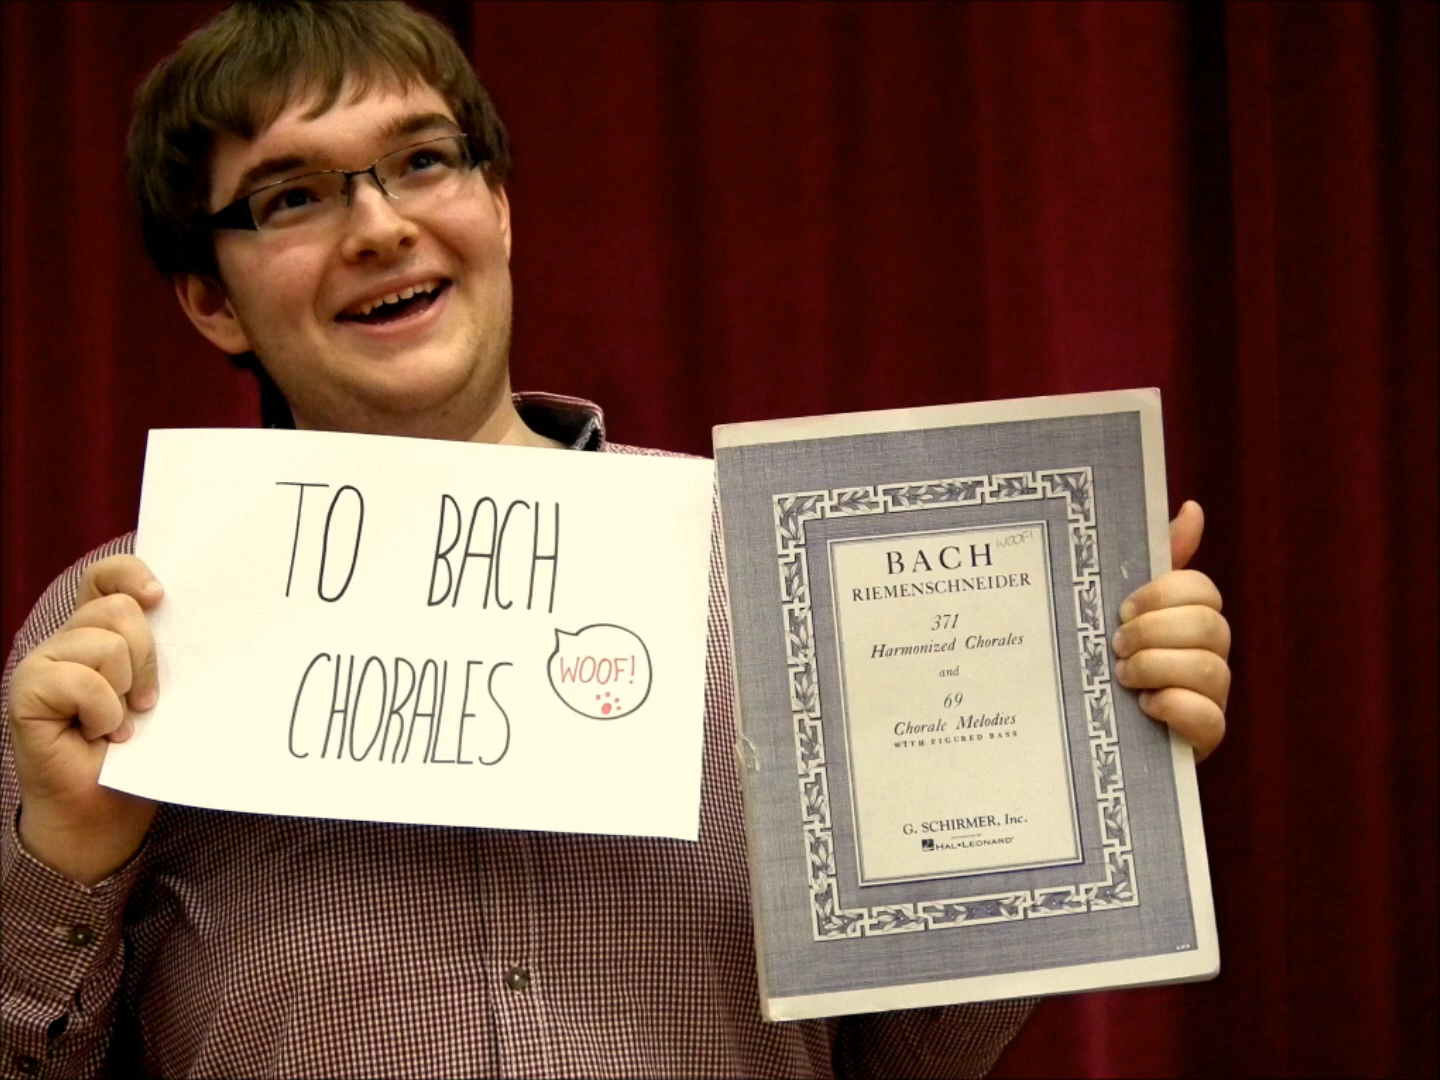 TO BACH
CHORALES
WOOF!
BACH WOOF!
RIEMENSCHNEIDER
371
Harmonized Chorales
and
69
Chorale Melodies
WITH FIGURED BASS
G. SCHIRMER, Inc.
HAL•LEONARD®